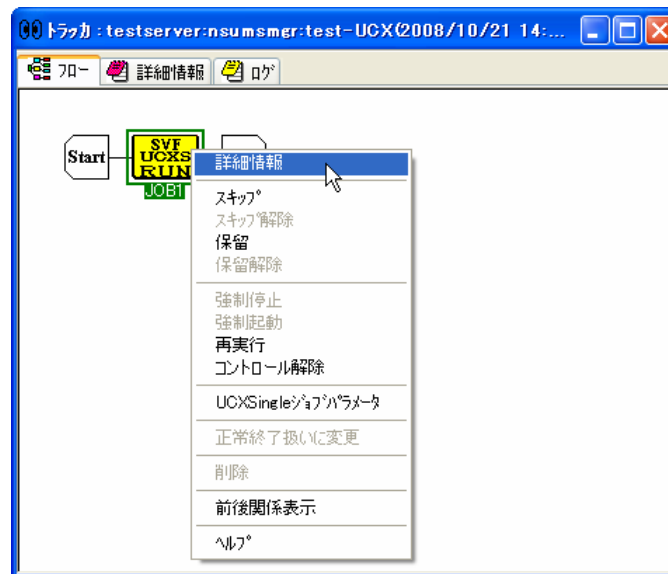 トラッカ : testserver:nsumsmgr:test-UCX(2008/10/21 14:...
フロー 詳細情報 ログ
Start
SVF
UCXS
RUN
JOB1
詳細情報
スキップ
スキップ解除
保留
保留解除
強制停止
強制起動
再実行
コントロール解除
UCXSingleジョブパラメータ
正常終了扱いに変更
削除
前後関係表示
ヘルプ